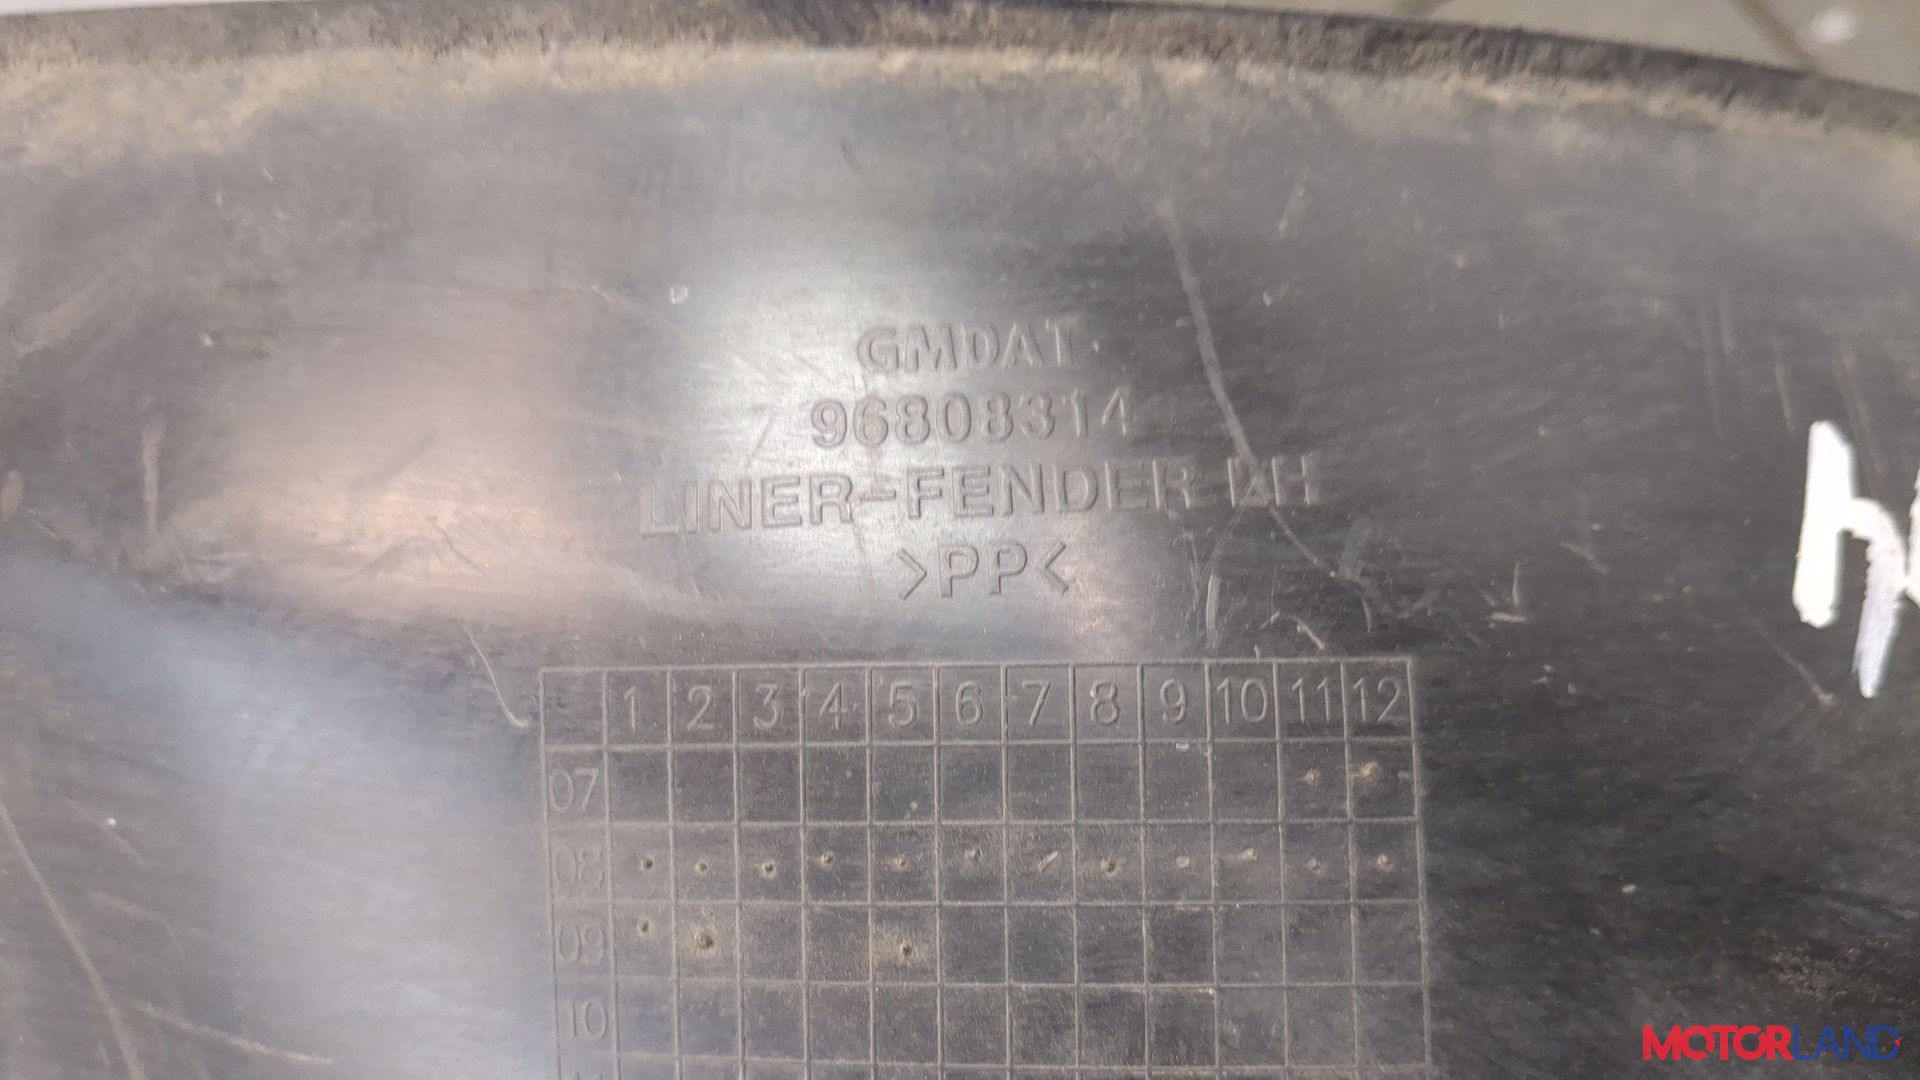 GMDAT
96808314
LINER-FENDER LH
>PP<
1 2 3 4 5 6 7 8 9 10 11 12
07
08
09
10
MOTORLAND